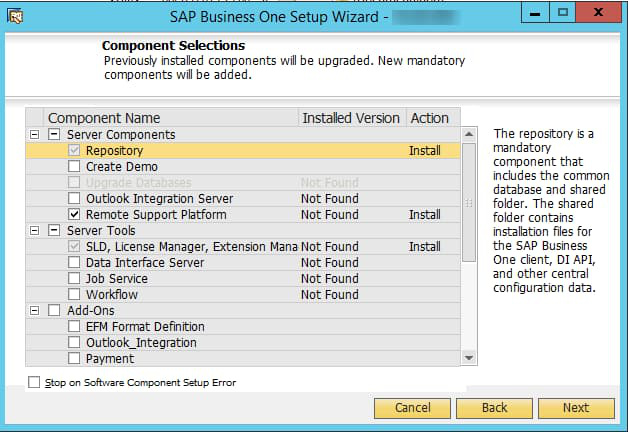 SAP Business One Setup Wizard -
Component Selections
Previously installed components will be upgraded. New mandatory
components will be added.
Component Name Installed Version Action
Server Components
Repository Install
Create Demo
Upgrade Databases Not Found
Outlook Integration Server Not Found
Remote Support Platform Not Found Install
Server Tools
SLD, License Manager, Extension Mana Not Found Install
Data Interface Server Not Found
Job Service Not Found
Workflow Not Found
Add-Ons
EFM Format Definition
Outlook_Integration
Payment
The repository is a
mandatory
component that
includes the common
database and shared
folder. The shared
folder contains
installation files for
the SAP Business
One client, DI API,
and other central
configuration data.
Stop on Software Component Setup Error
Cancel Back Next